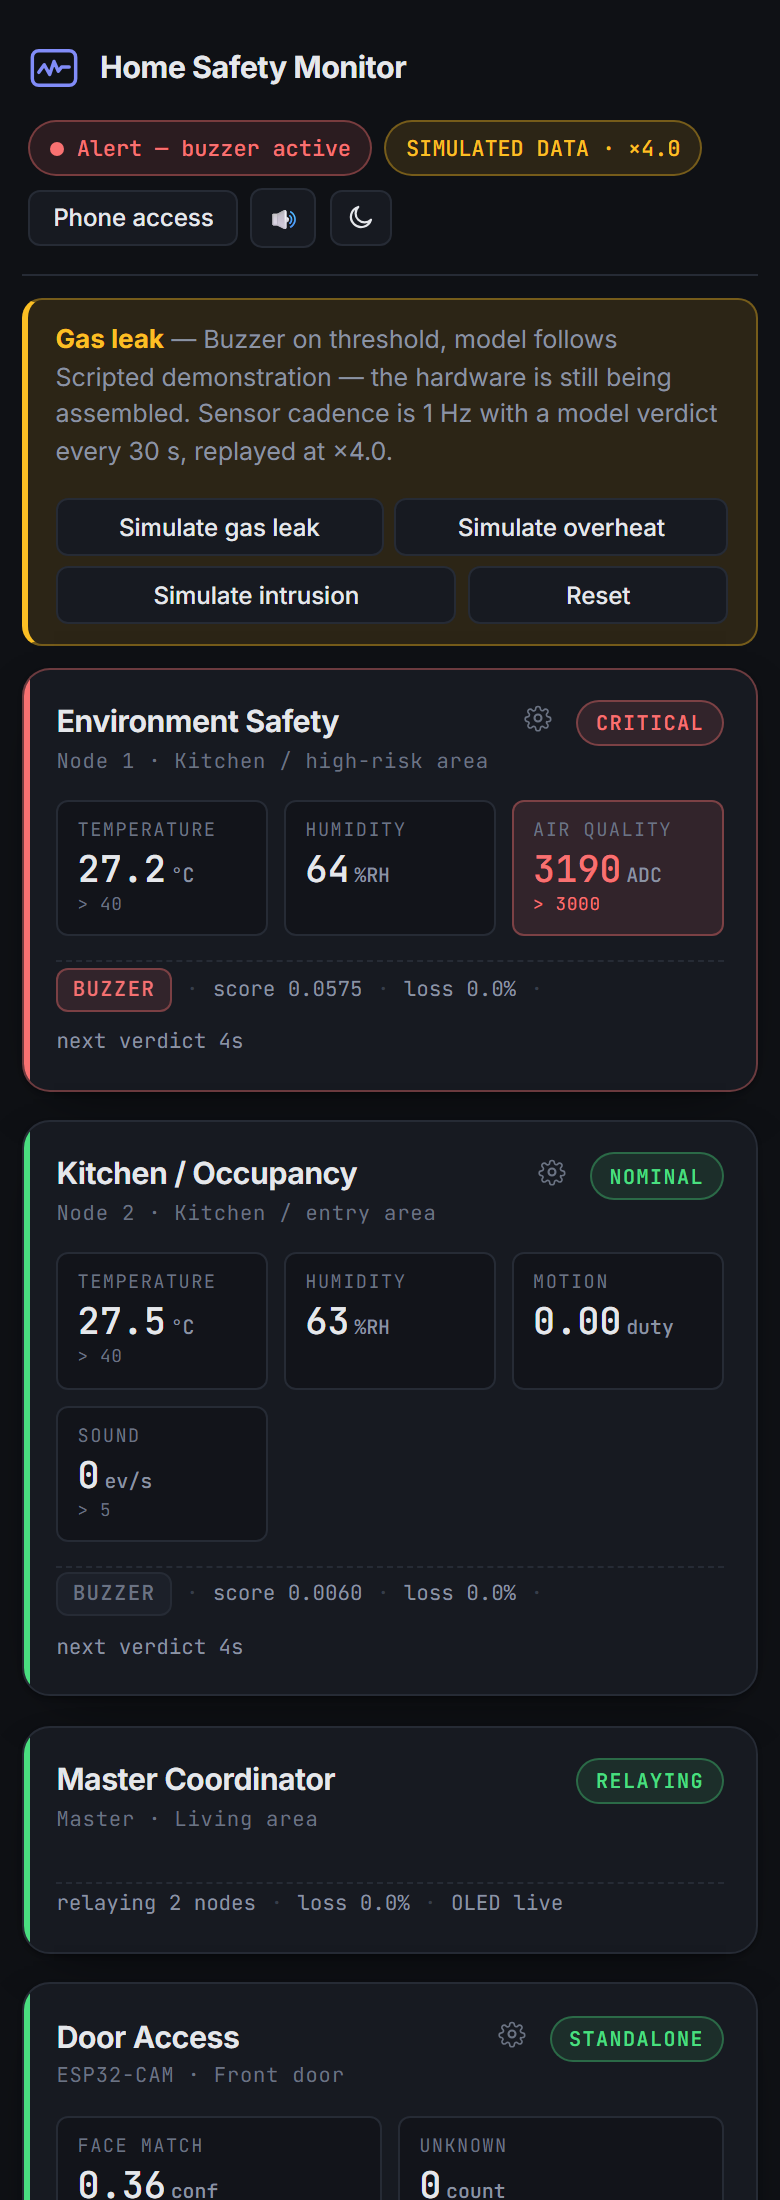 Home Safety Monitor
Alert — buzzer active
SIMULATED DATA · ×4.0
Phone access
Gas leak — Buzzer on threshold, model follows
Scripted demonstration — the hardware is still being
assembled. Sensor cadence is 1 Hz with a model verdict
every 30 s, replayed at ×4.0.
Simulate gas leak
Simulate overheat
Simulate intrusion
Reset
Environment Safety
CRITICAL
Node 1 · Kitchen / high-risk area
TEMPERATURE
27.2 °C
> 40
HUMIDITY
64 %RH
AIR QUALITY
3190 ADC
> 3000
BUZZER · score 0.0575 · loss 0.0% ·
next verdict 4s
Kitchen / Occupancy
NOMINAL
Node 2 · Kitchen / entry area
TEMPERATURE
27.5 °C
> 40
HUMIDITY
63 %RH
MOTION
0.00 duty
SOUND
0 ev/s
> 5
BUZZER · score 0.0060 · loss 0.0% ·
next verdict 4s
Master Coordinator
RELAYING
Master · Living area
relaying 2 nodes · loss 0.0% · OLED live
Door Access
STANDALONE
ESP32-CAM · Front door
FACE MATCH
0.36 conf
UNKNOWN
0 count